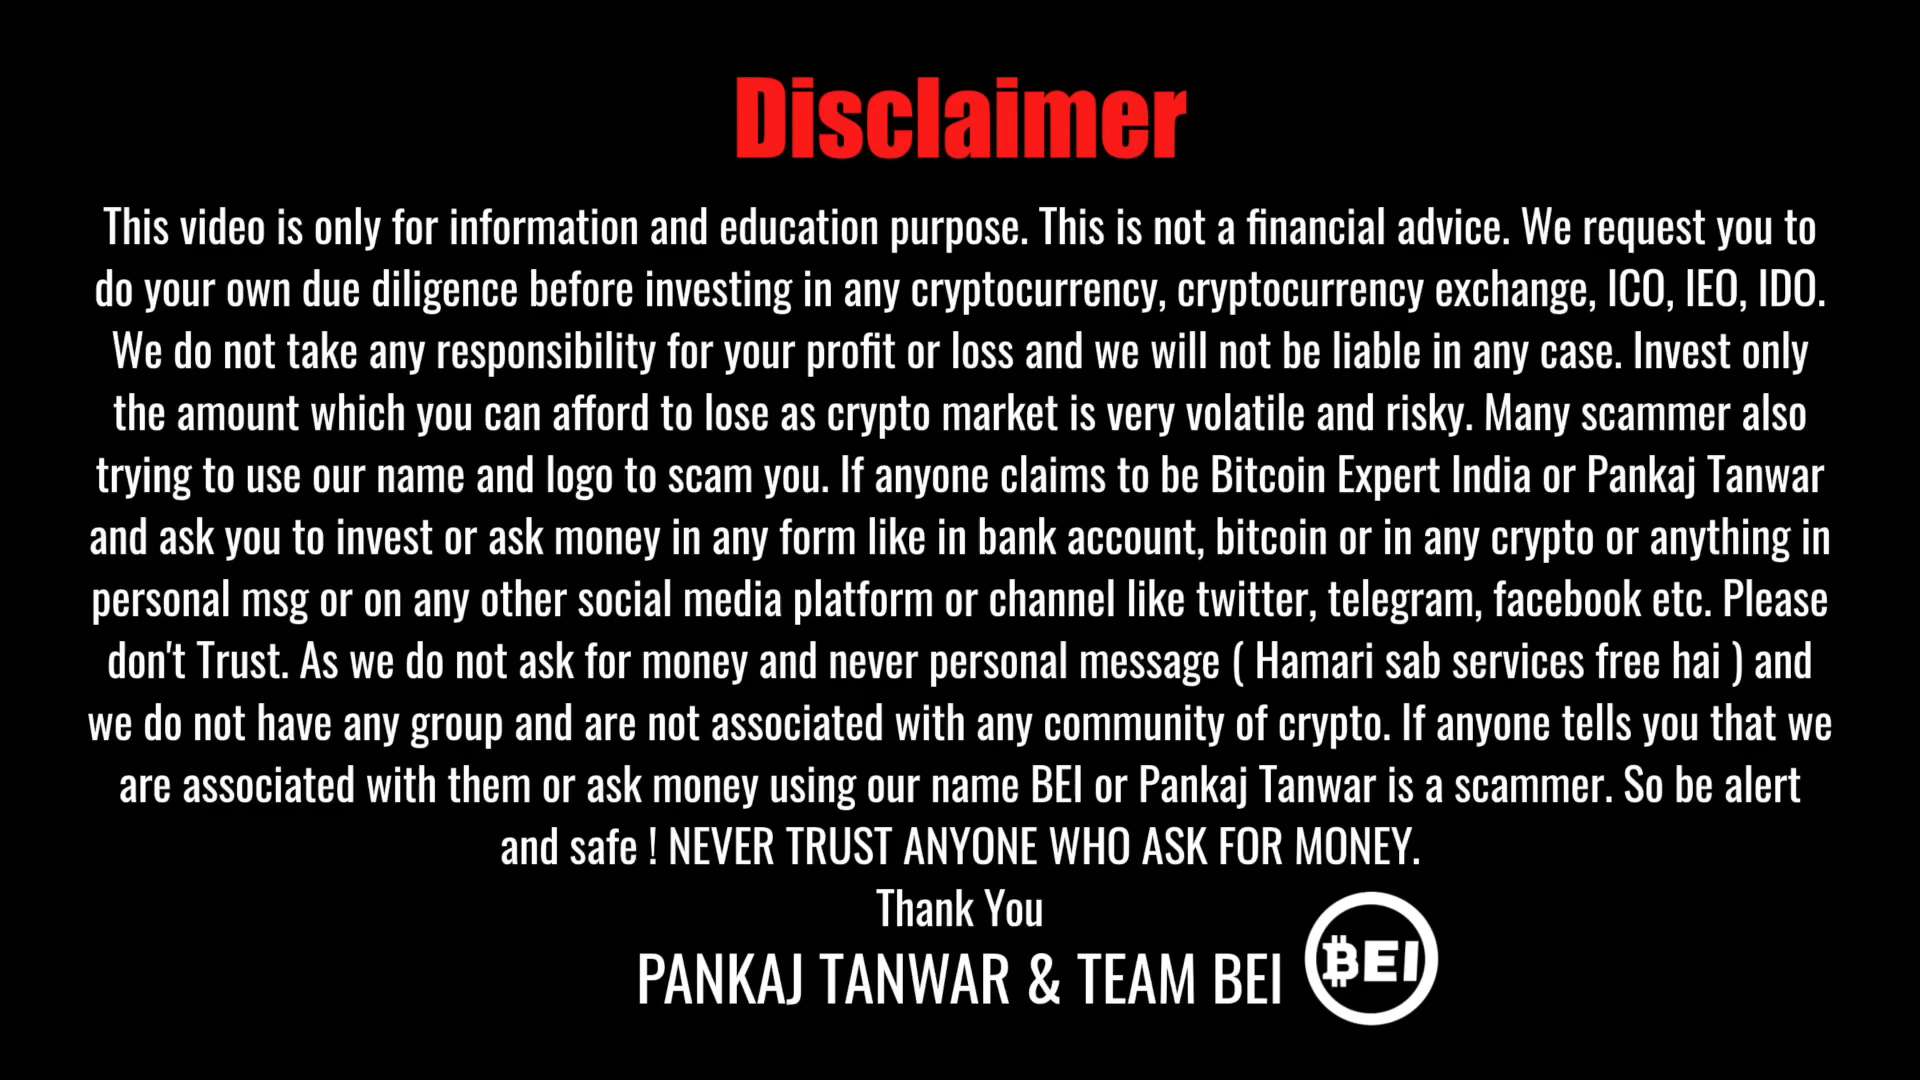 Disclaimer
This video is only for information and education purpose. This is not a financial advice. We request you to
do your own due diligence before investing in any cryptocurrency, cryptocurrency exchange, ICO, IEO, IDO.
We do not take any responsibility for your profit or loss and we will not be liable in any case. Invest only
the amount which you can afford to lose as crypto market is very volatile and risky. Many scammer also
trying to use our name and logo to scam you. If anyone claims to be Bitcoin Expert India or Pankaj Tanwar
and ask you to invest or ask money in any form like in bank account, bitcoin or in any crypto or anything in
personal msg or on any other social media platform or channel like twitter, telegram, facebook etc. Please
don't Trust. As we do not ask for money and never personal message ( Hamari sab services free hai ) and
we do not have any group and are not associated with any community of crypto. If anyone tells you that we
are associated with them or ask money using our name BEI or Pankaj Tanwar is a scammer. So be alert
and safe ! NEVER TRUST ANYONE WHO ASK FOR MONEY.
Thank You
PANKAJ TANWAR & TEAM BEI
BEI